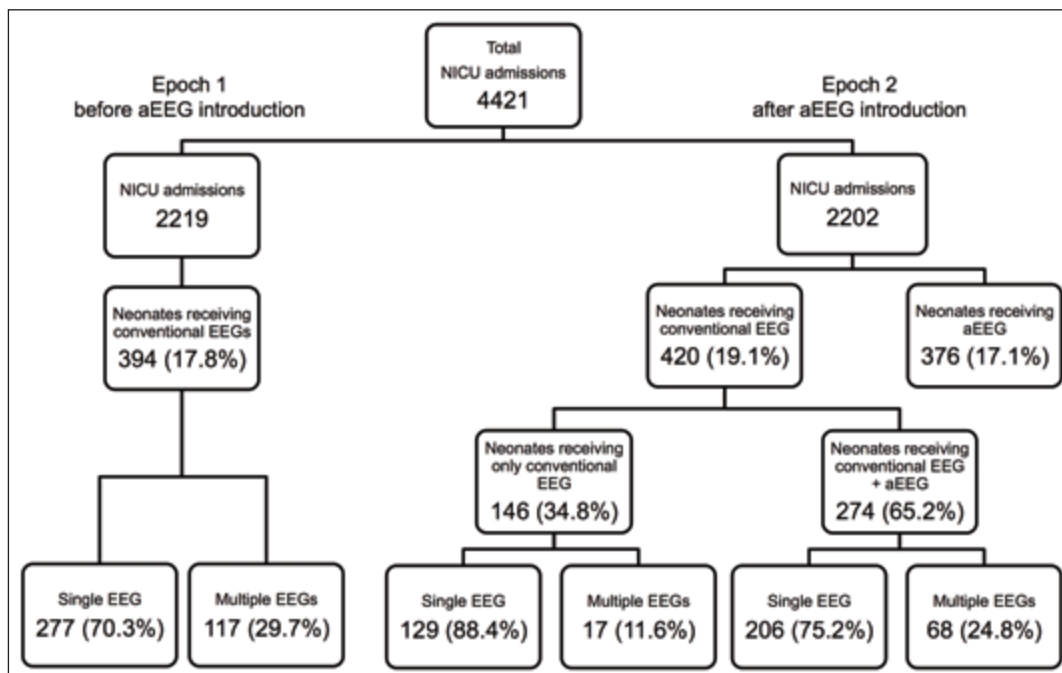 Total
NICU admissions
4421
Epoch 1
before aEEG introduction
Epoch 2
after aEEG introduction
NICU admissions
2219
NICU admissions
2202
Neonates receiving
conventional EEGs
394 (17.8%)
Neonates receiving
conventional EEG
420 (19.1%)
Neonates receiving
aEEG
376 (17.1%)
Neonates receiving
only conventional
EEG
146 (34.8%)
Neonates receiving
conventional EEG
+ aEEG
274 (65.2%)
Single EEG
277 (70.3%)
Multiple EEGs
117 (29.7%)
Single EEG
129 (88.4%)
Multiple EEGs
17 (11.6%)
Single EEG
206 (75.2%)
Multiple EEGs
68 (24.8%)